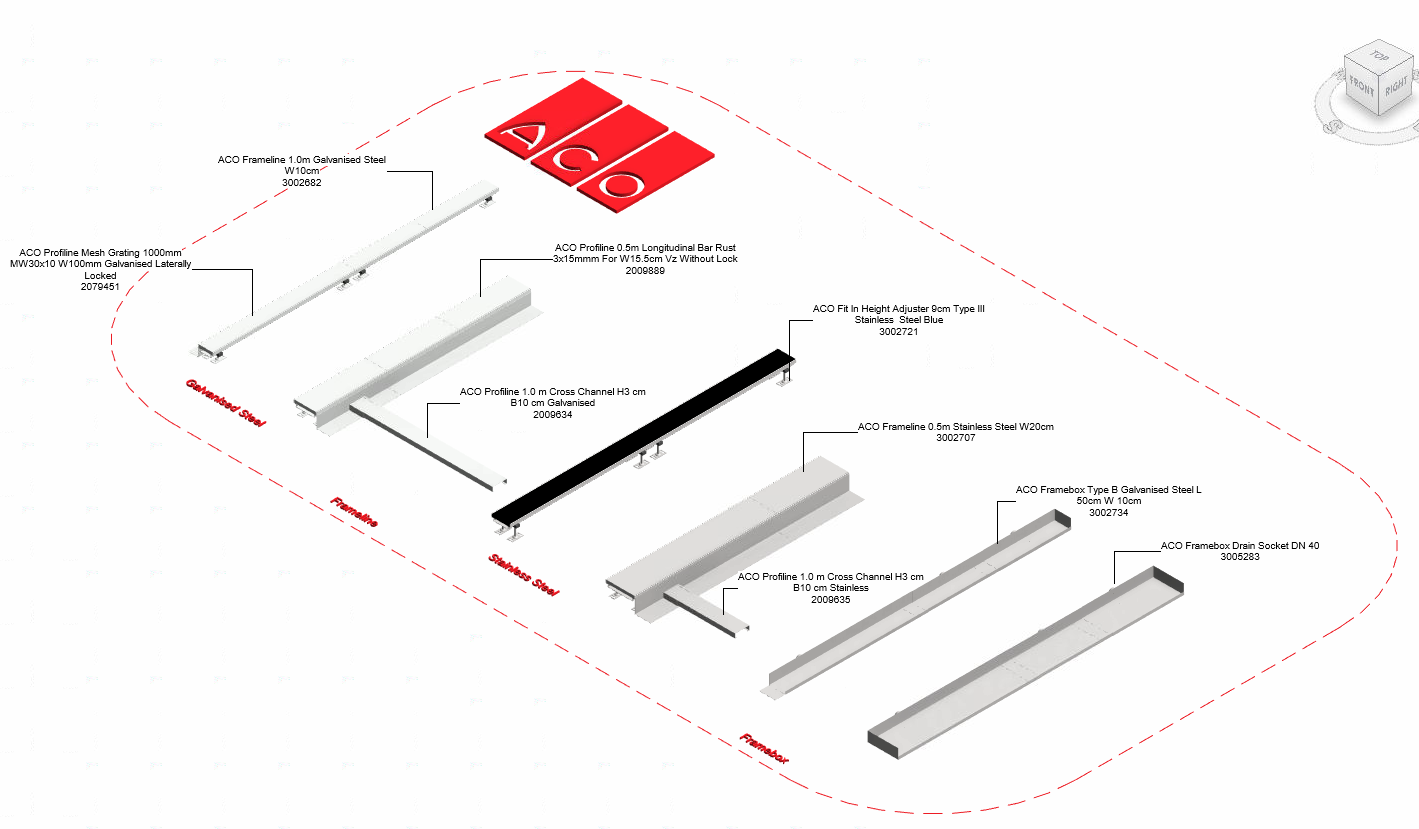 TOP
FRONT
RIGHT
S
S
ACO
ACO Frameline 1.0m Galvanised Steel
W10cm
3002682
ACO Profiline Mesh Grating 1000mm
MW30x10 W100mm Galvanised Laterally
Locked
2079451
ACO Profiline 0.5m Longitudinal Bar Rust
3x15mmm For W15.5cm Vz Without Lock
2009889
ACO Fit In Height Adjuster 9cm Type III
Stainless Steel Blue
3002721
Galvanised Steel
ACO Profiline 1.0 m Cross Channel H3 cm
B10 cm Galvanised
2009634
ACO Frameline 0.5m Stainless Steel W20cm
3002707
Frameline
ACO Framebox Type B Galvanised Steel L
50cm W 10cm
3002734
ACO Framebox Drain Socket DN 40
3005283
Stainless Steel
ACO Profiline 1.0 m Cross Channel H3 cm
B10 cm Stainless
2009635
Framebox